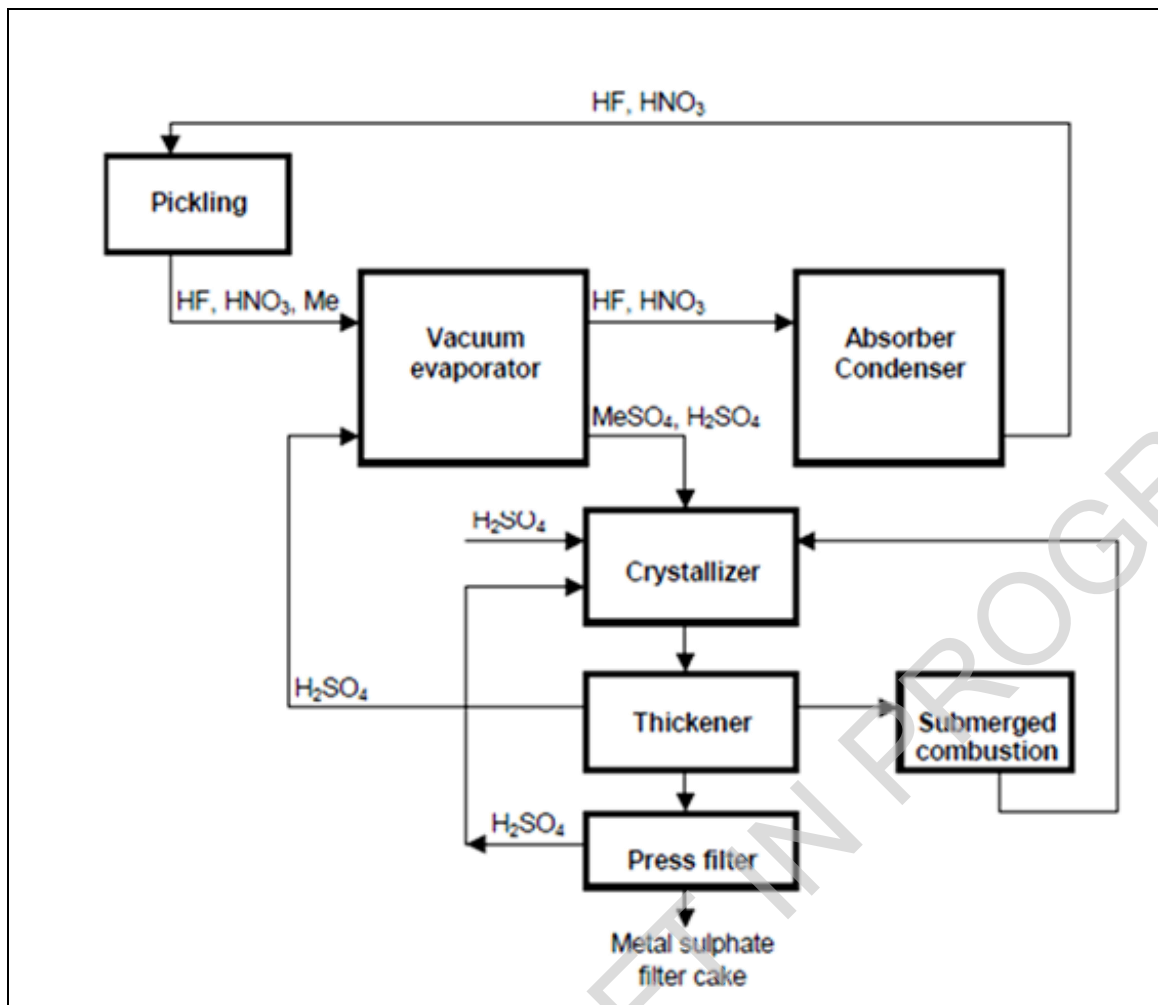 HF, HNO₃
Pickling
HF, HNO₃, Me
HF, HNO₃
Vacuum
evaporator
Absorber
Condenser
MeSO₄, H₂SO₄
H₂SO₄
Crystallizer
H₂SO₄
Thickener
Submerged
combustion
H₂SO₄
Press filter
Metal sulphate
filter cake